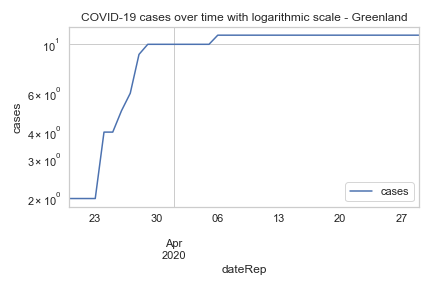 COVID-19 cases over time with logarithmic scale - Greenland
10¹
6 × 10⁰
4 × 10⁰
3 × 10⁰
2 × 10⁰
cases
cases
23 30 06 13 20 27
Apr
2020
dateRep